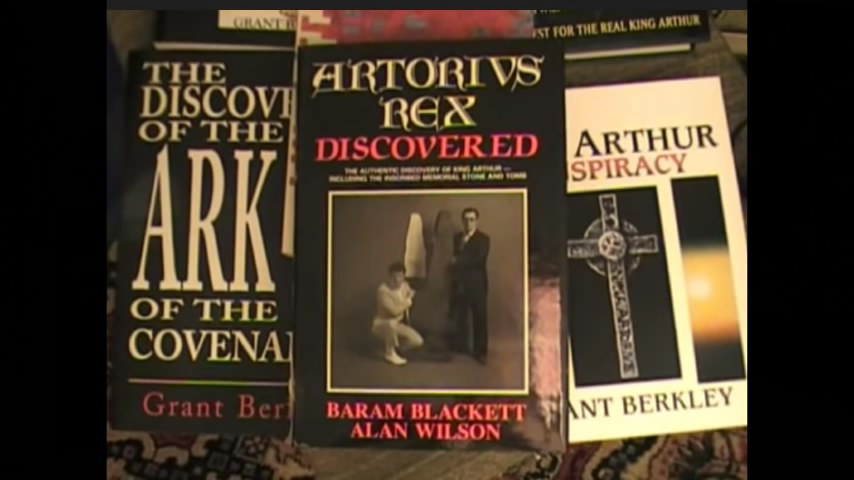 GRANT B
ST FOR THE REAL KING ARTHUR
THE
DISCOV
OF THE
ARK
OF THE
COVENA
Grant Ber
ARTORIVS
REX
DISCOVERED
THE AUTHENTIC DISCOVERY OF KING ARTHUR —
INCLUDING THE INSCRIBED MEMORIAL STONE AND TOMB
BARAM BLACKETT
ALAN WILSON
ARTHUR
SPIRACY
ANT BERKLEY